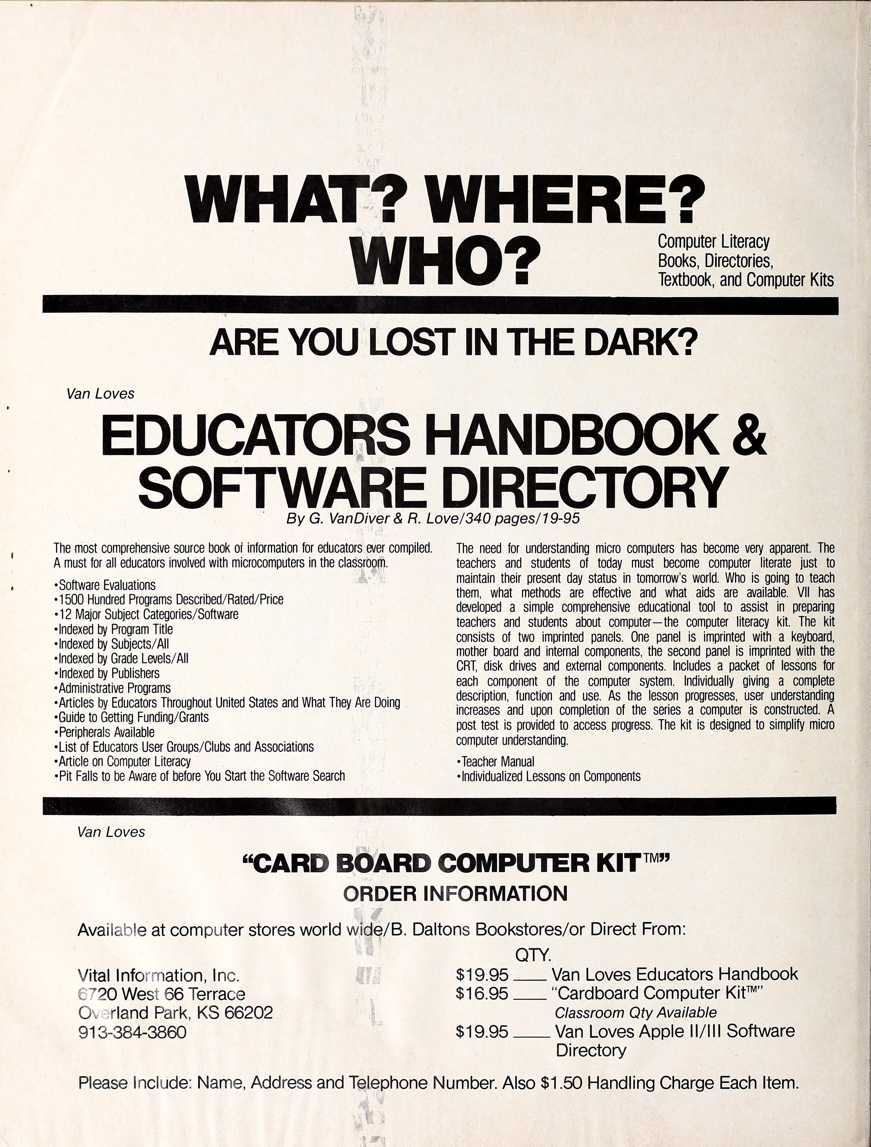 WHAT? WHERE?
WHO?
Computer Literacy
Books, Directories,
Textbook, and Computer Kits
ARE YOU LOST IN THE DARK?
Van Loves
EDUCATORS HANDBOOK &
SOFTWARE DIRECTORY
By G. VanDiver & R. Love/340 pages/19-95
The most comprehensive source book of information for educators ever compiled.
A must for all educators involved with microcomputers in the classroom.
•Software Evaluations
•1500 Hundred Programs Described/Rated/Price
•12 Major Subject Categories/Software
•Indexed by Program Title
•Indexed by Subjects/All
•Indexed by Grade Levels/All
•Indexed by Publishers
•Administrative Programs
•Articles by Educators Throughout United States and What They Are Doing
•Guide to Getting Funding/Grants
•Peripherals Available
•List of Educators User Groups/Clubs and Associations
•Article on Computer Literacy
•Pit Falls to be Aware of before You Start the Software Search
The need for understanding micro computers has become very apparent. The
teachers and students of today must become computer literate just to
maintain their present day status in tomorrow's world. Who is going to teach
them, what methods are effective and what aids are available. VII has
developed a simple comprehensive educational tool to assist in preparing
teachers and students about computer—the computer literacy kit. The kit
consists of two imprinted panels. One panel is imprinted with a keyboard,
mother board and internal components, the second panel is imprinted with the
CRT, disk drives and external components. Includes a packet of lessons for
each component of the computer system. Individually giving a complete
description, function and use. As the lesson progresses, user understanding
increases and upon completion of the series a computer is constructed. A
post test is provided to access progress. The kit is designed to simplify micro
computer understanding.
•Teacher Manual
•Individualized Lessons on Components
Van Loves
“CARD BOARD COMPUTER KIT™”
ORDER INFORMATION
Available at computer stores world wide/B. Daltons Bookstores/or Direct From:
Vital Information, Inc.
6720 West 66 Terrace
Overland Park, KS 66202
913-384-3860
QTY.
$19.95 ____ Van Loves Educators Handbook
$16.95 ____ “Cardboard Computer Kit™”
Classroom Qty Available
$19.95 ____ Van Loves Apple II/III Software
Directory
Please Include: Name, Address and Telephone Number. Also $1.50 Handling Charge Each Item.